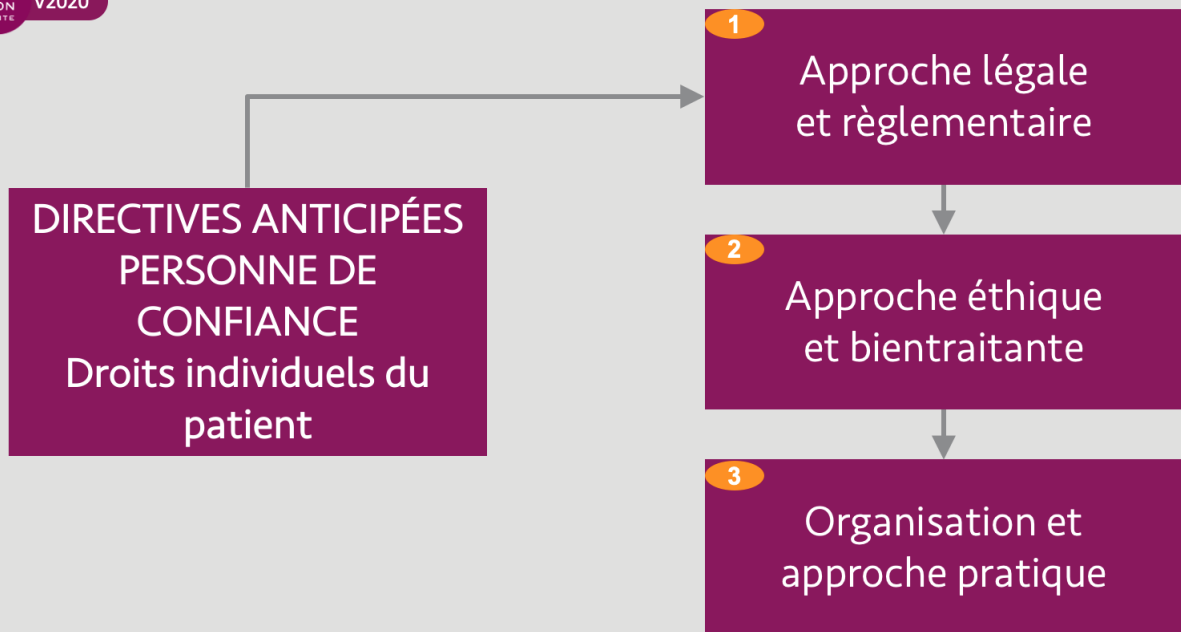 V2020
DIRECTIVES ANTICIPÉES
PERSONNE DE
CONFIANCE
Droits individuels du
patient
1
Approche légale
et règlementaire
2
Approche éthique
et bientraitante
3
Organisation et
approche pratique